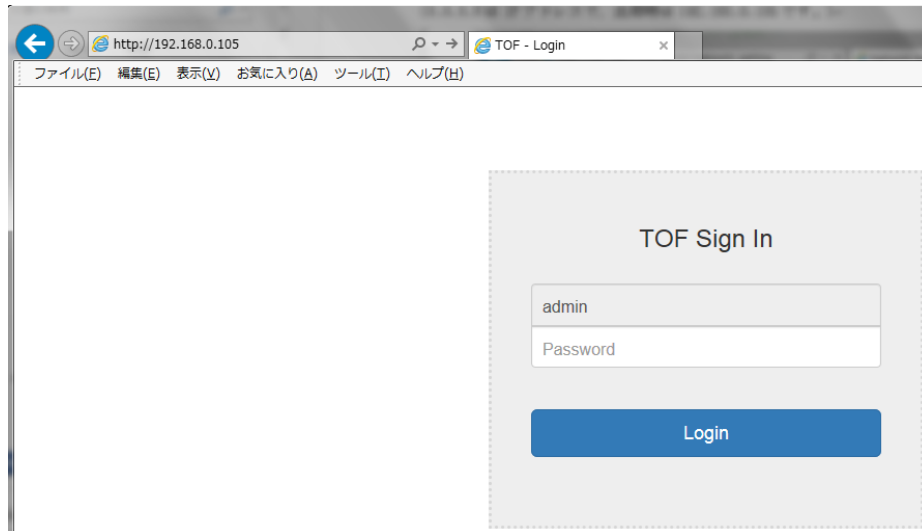 http://192.168.0.105
TOF - Login
ファイル(F) 編集(E) 表示(V) お気に入り(A) ツール(T) ヘルプ(H)
TOF Sign In
admin
Password
Login